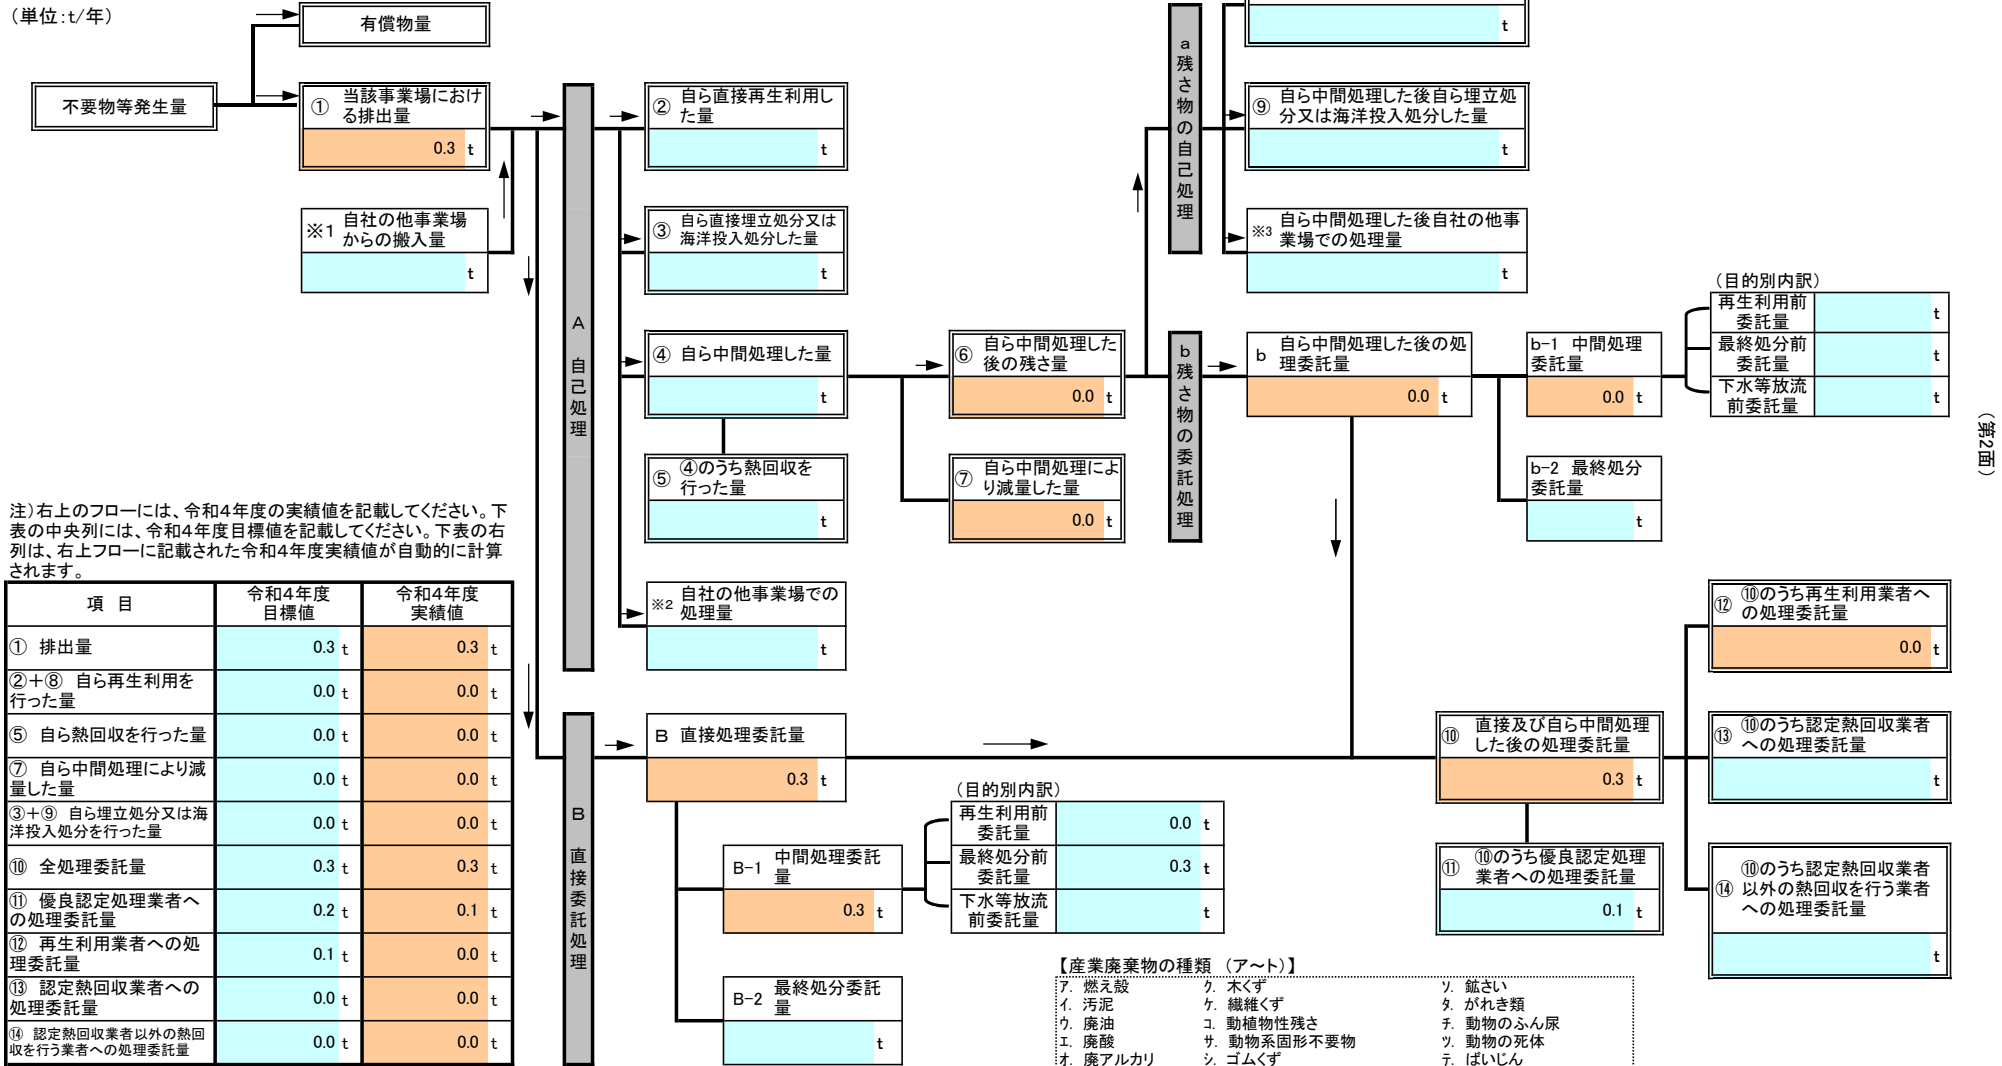 （単位：t/年）
有償物量
不要物等発生量
① 当該事業場におけ
る排出量
0.3 t
※1 自社の他事業場
からの搬入量
t
A 自己処理
② 自ら直接再生利用し
た量
t
③ 自ら直接埋立処分又は
海洋投入処分した量
t
④ 自ら中間処理した量
t
⑤ ④のうち熱回収を
行った量
t
※2 自社の他事業場での
処理量
t
⑥ 自ら中間処理した
後の残さ量
0.0 t
⑦ 自ら中間処理によ
り減量した量
0.0 t
a 残さ物の自己処理
t
⑨ 自ら中間処理した後自ら埋立処
分又は海洋投入処分した量
t
※3 自ら中間処理した後自社の他事
業場での処理量
t
b 残さ物の委託処理
b 自ら中間処理した後の処
理委託量
0.0 t
b-1 中間処理
委託量
0.0 t
b-2 最終処分
委託量
t
（目的別内訳）
再生利用前
委託量
t
最終処分前
委託量
t
下水等放流
前委託量
t
（第2面）
注）右上のフローには、令和4年度の実績値を記載してください。下
表の中央列には、令和4年度目標値を記載してください。下表の右
列は、右上フローに記載された令和4年度実績値が自動的に計算
されます。
項 目 令和4年度 目標値 令和4年度 実績値
① 排出量 0.3 t 0.3 t
②＋⑧ 自ら再生利用を
行った量 0.0 t 0.0 t
⑤ 自ら熱回収を行った量 0.0 t 0.0 t
⑦ 自ら中間処理により減
量した量 0.0 t 0.0 t
③＋⑨ 自ら埋立処分又は海
洋投入処分を行った量 0.0 t 0.0 t
⑩ 全処理委託量 0.3 t 0.3 t
⑪ 優良認定処理業者へ
の処理委託量 0.2 t 0.1 t
⑫ 再生利用業者への処
理委託量 0.1 t 0.0 t
⑬ 認定熱回収業者への
処理委託量 0.0 t 0.0 t
⑭ 認定熱回収業者以外の熱回
収を行う業者への処理委託量 0.0 t 0.0 t
B 直接委託処理
B 直接処理委託量
0.3 t
B-1 中間処理委託
量
0.3 t
B-2 最終処分委託
量
t
（目的別内訳）
再生利用前
委託量
0.0 t
最終処分前
委託量
0.3 t
下水等放流
前委託量
t
⑩ 直接及び自ら中間処理
した後の処理委託量
0.3 t
⑪ ⑩のうち優良認定処理
業者への処理委託量
0.1 t
⑫ ⑩のうち再生利用業者へ
の処理委託量
0.0 t
⑬ ⑩のうち認定熱回収業者
への処理委託量
t
⑭ ⑩のうち認定熱回収業者
以外の熱回収を行う業者
への処理委託量
t
【産業廃棄物の種類 （ア～ト）】
ア. 燃え殻 ク. 木くず ソ. 鉱さい
イ. 汚泥 ケ. 繊維くず タ. がれき類
ウ. 廃油 コ. 動植物性残さ チ. 動物のふん尿
エ. 廃酸 サ. 動物系固形不要物 ツ. 動物の死体
オ. 廃アルカリ シ. ゴムくず テ. ばいじん